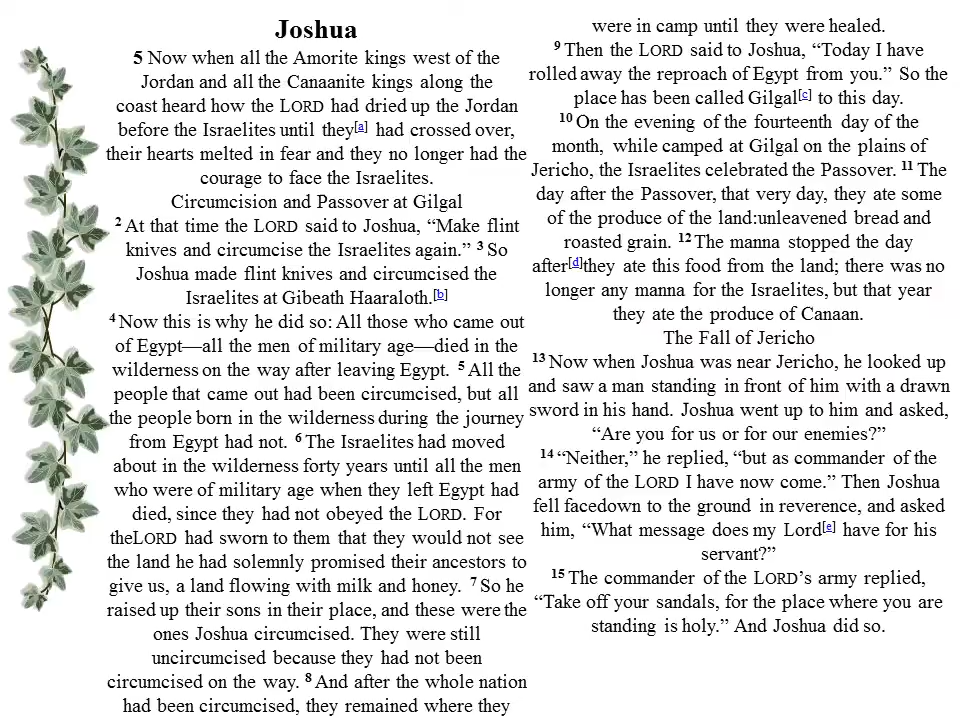 Joshua
5 Now when all the Amorite kings west of the
Jordan and all the Canaanite kings along the
coast heard how the LORD had dried up the Jordan
before the Israelites until they[a] had crossed over,
their hearts melted in fear and they no longer had the
courage to face the Israelites.
Circumcision and Passover at Gilgal
2 At that time the LORD said to Joshua, “Make flint
knives and circumcise the Israelites again.” 3 So
Joshua made flint knives and circumcised the
Israelites at Gibeath Haaraloth.[b]
4 Now this is why he did so: All those who came out
of Egypt—all the men of military age—died in the
wilderness on the way after leaving Egypt. 5 All the
people that came out had been circumcised, but all
the people born in the wilderness during the journey
from Egypt had not. 6 The Israelites had moved
about in the wilderness forty years until all the men
who were of military age when they left Egypt had
died, since they had not obeyed the LORD. For
theLORD had sworn to them that they would not see
the land he had solemnly promised their ancestors to
give us, a land flowing with milk and honey. 7 So he
raised up their sons in their place, and these were the
ones Joshua circumcised. They were still
uncircumcised because they had not been
circumcised on the way. 8 And after the whole nation
had been circumcised, they remained where they
were in camp until they were healed.
9 Then the LORD said to Joshua, “Today I have
rolled away the reproach of Egypt from you.” So the
place has been called Gilgal[c] to this day.
10 On the evening of the fourteenth day of the
month, while camped at Gilgal on the plains of
Jericho, the Israelites celebrated the Passover. 11 The
day after the Passover, that very day, they ate some
of the produce of the land:unleavened bread and
roasted grain. 12 The manna stopped the day
after[d]they ate this food from the land; there was no
longer any manna for the Israelites, but that year
they ate the produce of Canaan.
The Fall of Jericho
13 Now when Joshua was near Jericho, he looked up
and saw a man standing in front of him with a drawn
sword in his hand. Joshua went up to him and asked,
“Are you for us or for our enemies?”
14 “Neither,” he replied, “but as commander of the
army of the LORD I have now come.” Then Joshua
fell facedown to the ground in reverence, and asked
him, “What message does my Lord[e] have for his
servant?”
15 The commander of the LORD’s army replied,
“Take off your sandals, for the place where you are
standing is holy.” And Joshua did so.